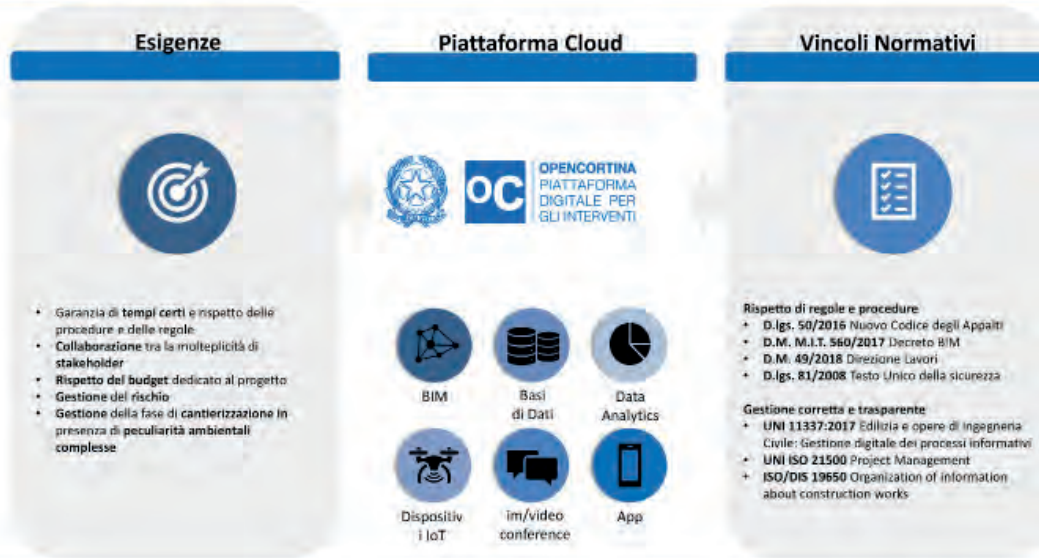 Esigenze
• Garanzia di tempi certi e rispetto delle
procedure e delle regole
• Collaborazione tra la molteplicità di
stakeholder
• Rispetto del budget dedicato al progetto
• Gestione del rischio
• Gestione della fase di cantierizzazione in
presenza di peculiarità ambientali
complesse
Piattaforma Cloud
OC
OPENCORTINA
PIATTAFORMA
DIGITALE PER
GLI INTERVENTI
BIM
Basi
di Dati
Data
Analytics
Dispositiv
i IoT
im/video
conference
App
Vincoli Normativi
Rispetto di regole e procedure
• D.lgs. 50/2016 Nuovo Codice degli Appalti
• D.M. M.I.T. 560/2017 Decreto BIM
• D.M. 49/2018 Direzione Lavori
• D.lgs. 81/2008 Testo Unico della sicurezza
Gestione corretta e trasparente
• UNI 11337:2017 Edilizia e opere di Ingegneria
Civile: Gestione digitale dei processi informativi
• UNI ISO 21500 Project Management
• ISO/DIS 19650 Organization of information
about construction works